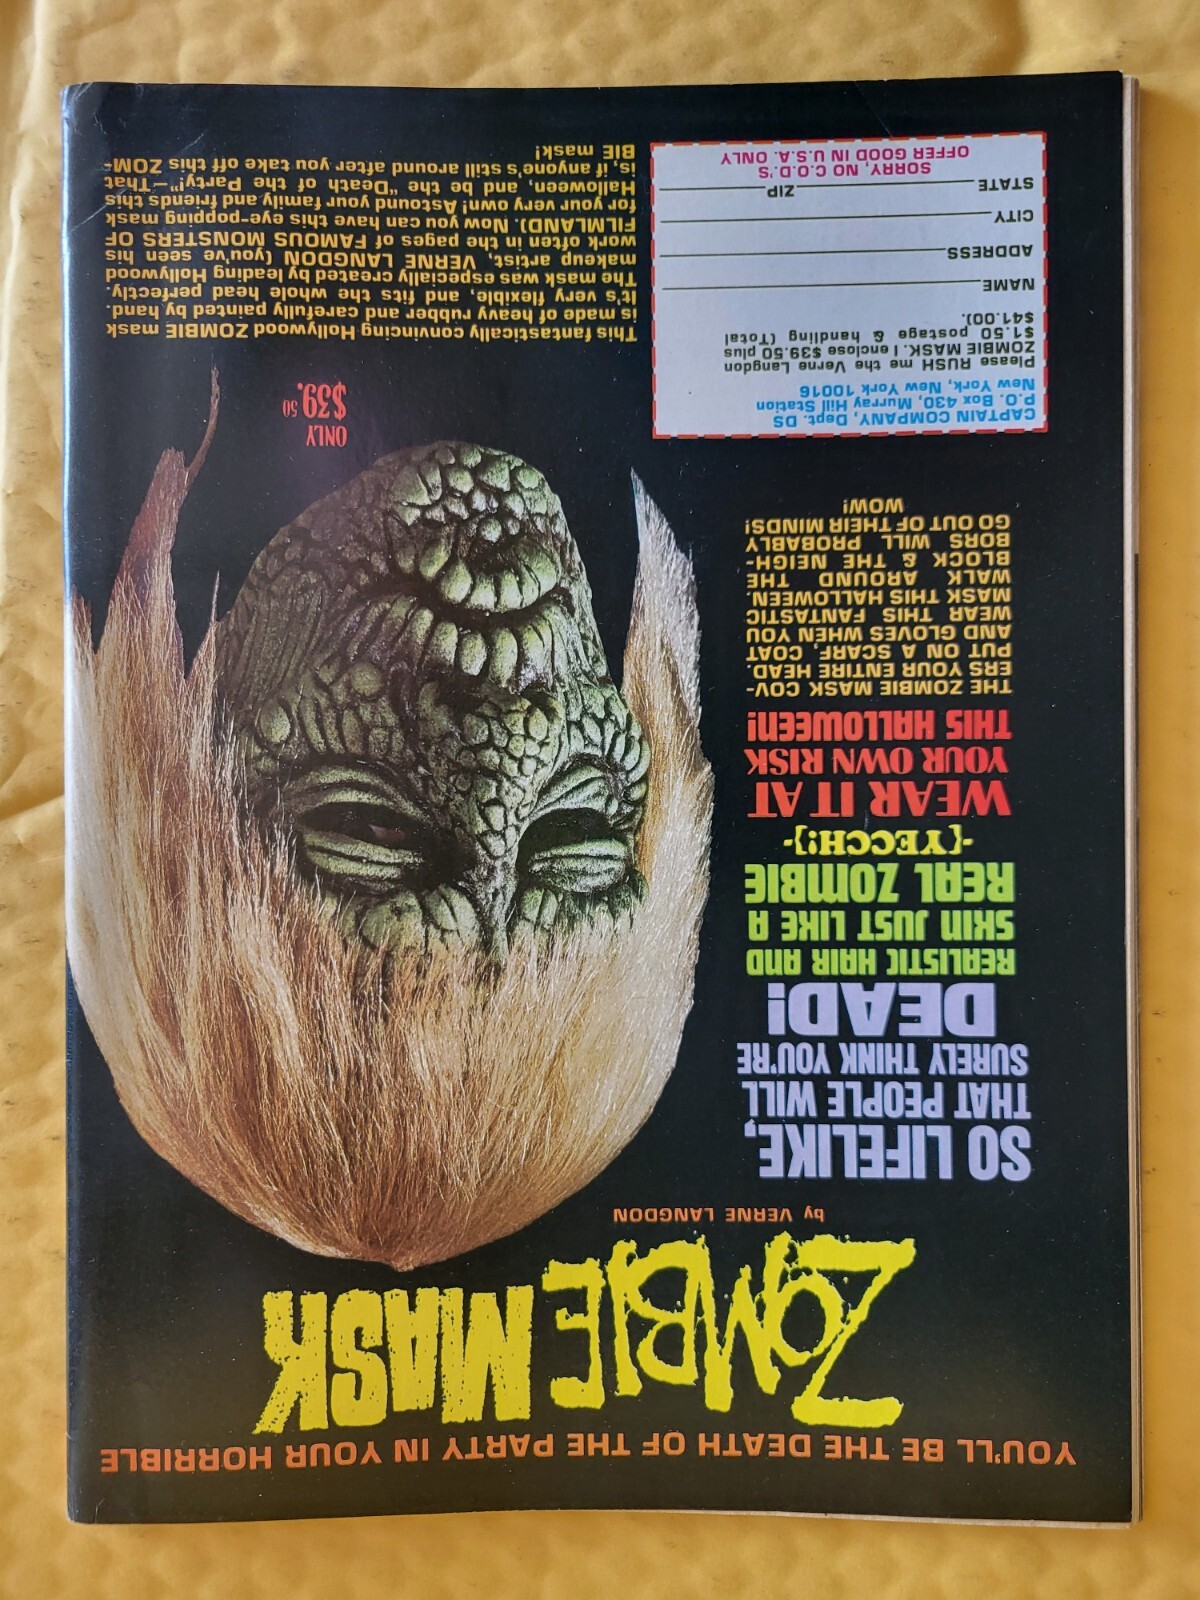 YOU'LL BE THE DEATH OF THE PARTY IN YOUR HORRIBLE
ZOMBIE MASK
by VERNE LANGDON
SO LIFELIKE,
THAT PEOPLE WILL
SURELY THINK YOU'RE
DEAD!
REALISTIC HAIR AND
SKIN JUST LIKE A
REAL ZOMBIE
-{YECCH!}-
WEAR IT AT
YOUR OWN RISK
THIS HALLOWEEN!
THE ZOMBIE MASK COV-
ERS YOUR ENTIRE HEAD.
PUT ON A SCARF, COAT
AND GLOVES WHEN YOU
WEAR THIS FANTASTIC
MASK THIS HALLOWEEN.
WALK AROUND THE
BLOCK & THE NEIGH-
BORS WILL PROBABLY
GO OUT OF THEIR MINDS!
WOW!
ONLY
$39.50
CAPTAIN COMPANY, Dept. DS
P.O. Box 430, Murray Hill Station
New York, New York 10016
Please RUSH me the Verne Langdon
ZOMBIE MASK. I enclose $39.50 plus
$1.50 postage & handling (Total
$41.00).
NAME
ADDRESS
CITY
STATE ZIP
SORRY, NO C.O.D.'S
OFFER GOOD IN U.S.A. ONLY
This fantastically convincing Hollywood ZOMBIE mask
is made of heavy rubber and carefully painted by hand.
It's very flexible, and fits the whole head perfectly.
The mask was especially created by leading Hollywood
makeup artist, VERNE LANGDON (you've seen his
work often in the pages of FAMOUS MONSTERS OF
FILMLAND). Now you can have this eye-popping mask
for your very own! Astound your family and friends this
Halloween, and be the "Death of the Party"—That
is, if anyone's still around after you take off this ZOM-
BIE mask!